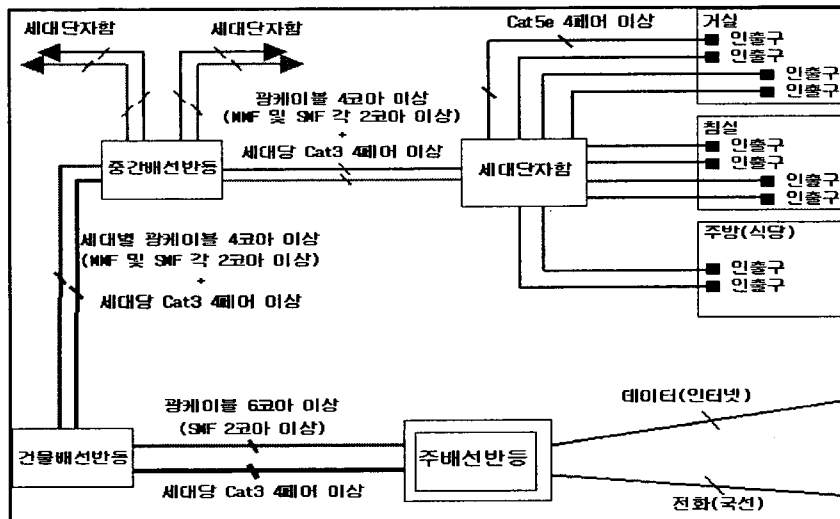 세대단자함
세대단자함
Cat5e 4페어 이상
거실
인출구
인출구
인출구
인출구
광케이블 4코아 이상
(MMF 및 SMF 각 2코아 이상)
+
세대당 Cat3 4페어 이상
중간배선반등
세대단자함
침실
인출구
인출구
인출구
인출구
세대별 광케이블 4코아 이상
(MMF 및 SMF 각 2코아 이상)
+
세대당 Cat3 4페어 이상
주방(식당)
인출구
인출구
광케이블 6코아 이상
(SMF 2코아 이상)
데이터(인터넷)
건물배선반등
주배선반등
세대당 Cat3 4페어 이상
전화(국선)